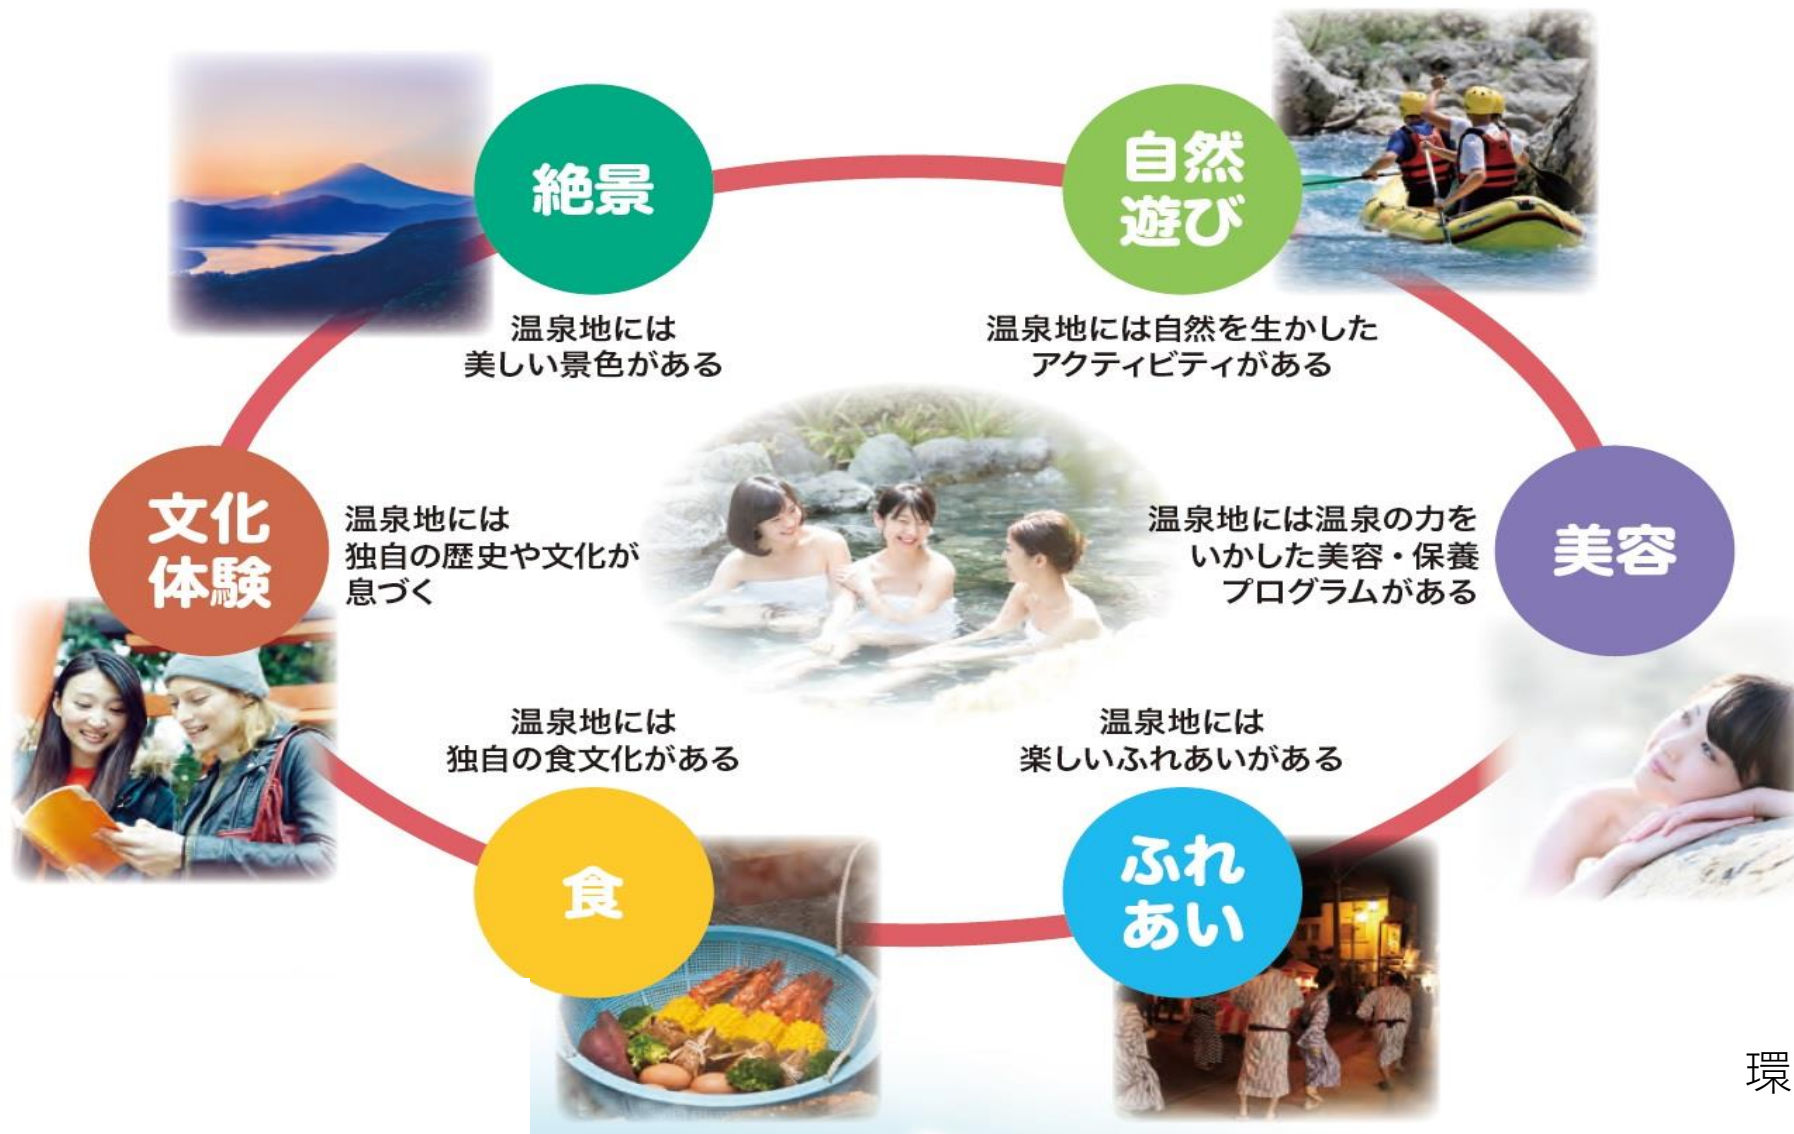 絶景
温泉地には
美しい景色がある
自然
遊び
温泉地には自然を生かした
アクティビティがある
文化
体験
温泉地には
独自の歴史や文化が
息づく
温泉地には温泉の力を
いかした美容・保養
プログラムがある
美容
温泉地には
独自の食文化がある
食
温泉地には
楽しいふれあいがある
ふれ
あい
環